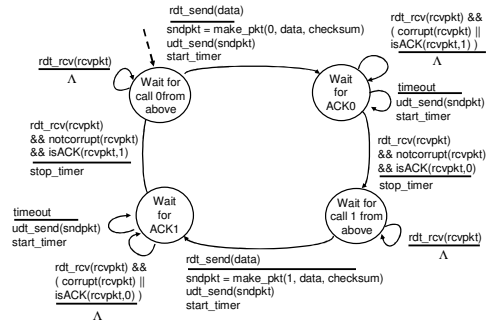 rdt_send(data)
sndpkt = make_pkt(0, data, checksum)
udt_send(sndpkt)
start_timer
rdt_rcv(rcvpkt) &&
( corrupt(rcvpkt) ||
isACK(rcvpkt,1) )
Λ
rdt_rcv(rcvpkt)
Λ
Wait for
call 0from
above
Wait
for
ACK0
timeout
udt_send(sndpkt)
start_timer
rdt_rcv(rcvpkt)
&& notcorrupt(rcvpkt)
&& isACK(rcvpkt,1)
stop_timer
rdt_rcv(rcvpkt)
&& notcorrupt(rcvpkt)
&& isACK(rcvpkt,0)
stop_timer
timeout
udt_send(sndpkt)
start_timer
Wait
for
ACK1
Wait for
call 1 from
above
rdt_rcv(rcvpkt)
Λ
rdt_rcv(rcvpkt) &&
( corrupt(rcvpkt) ||
isACK(rcvpkt,0) )
Λ
rdt_send(data)
sndpkt = make_pkt(1, data, checksum)
udt_send(sndpkt)
start_timer